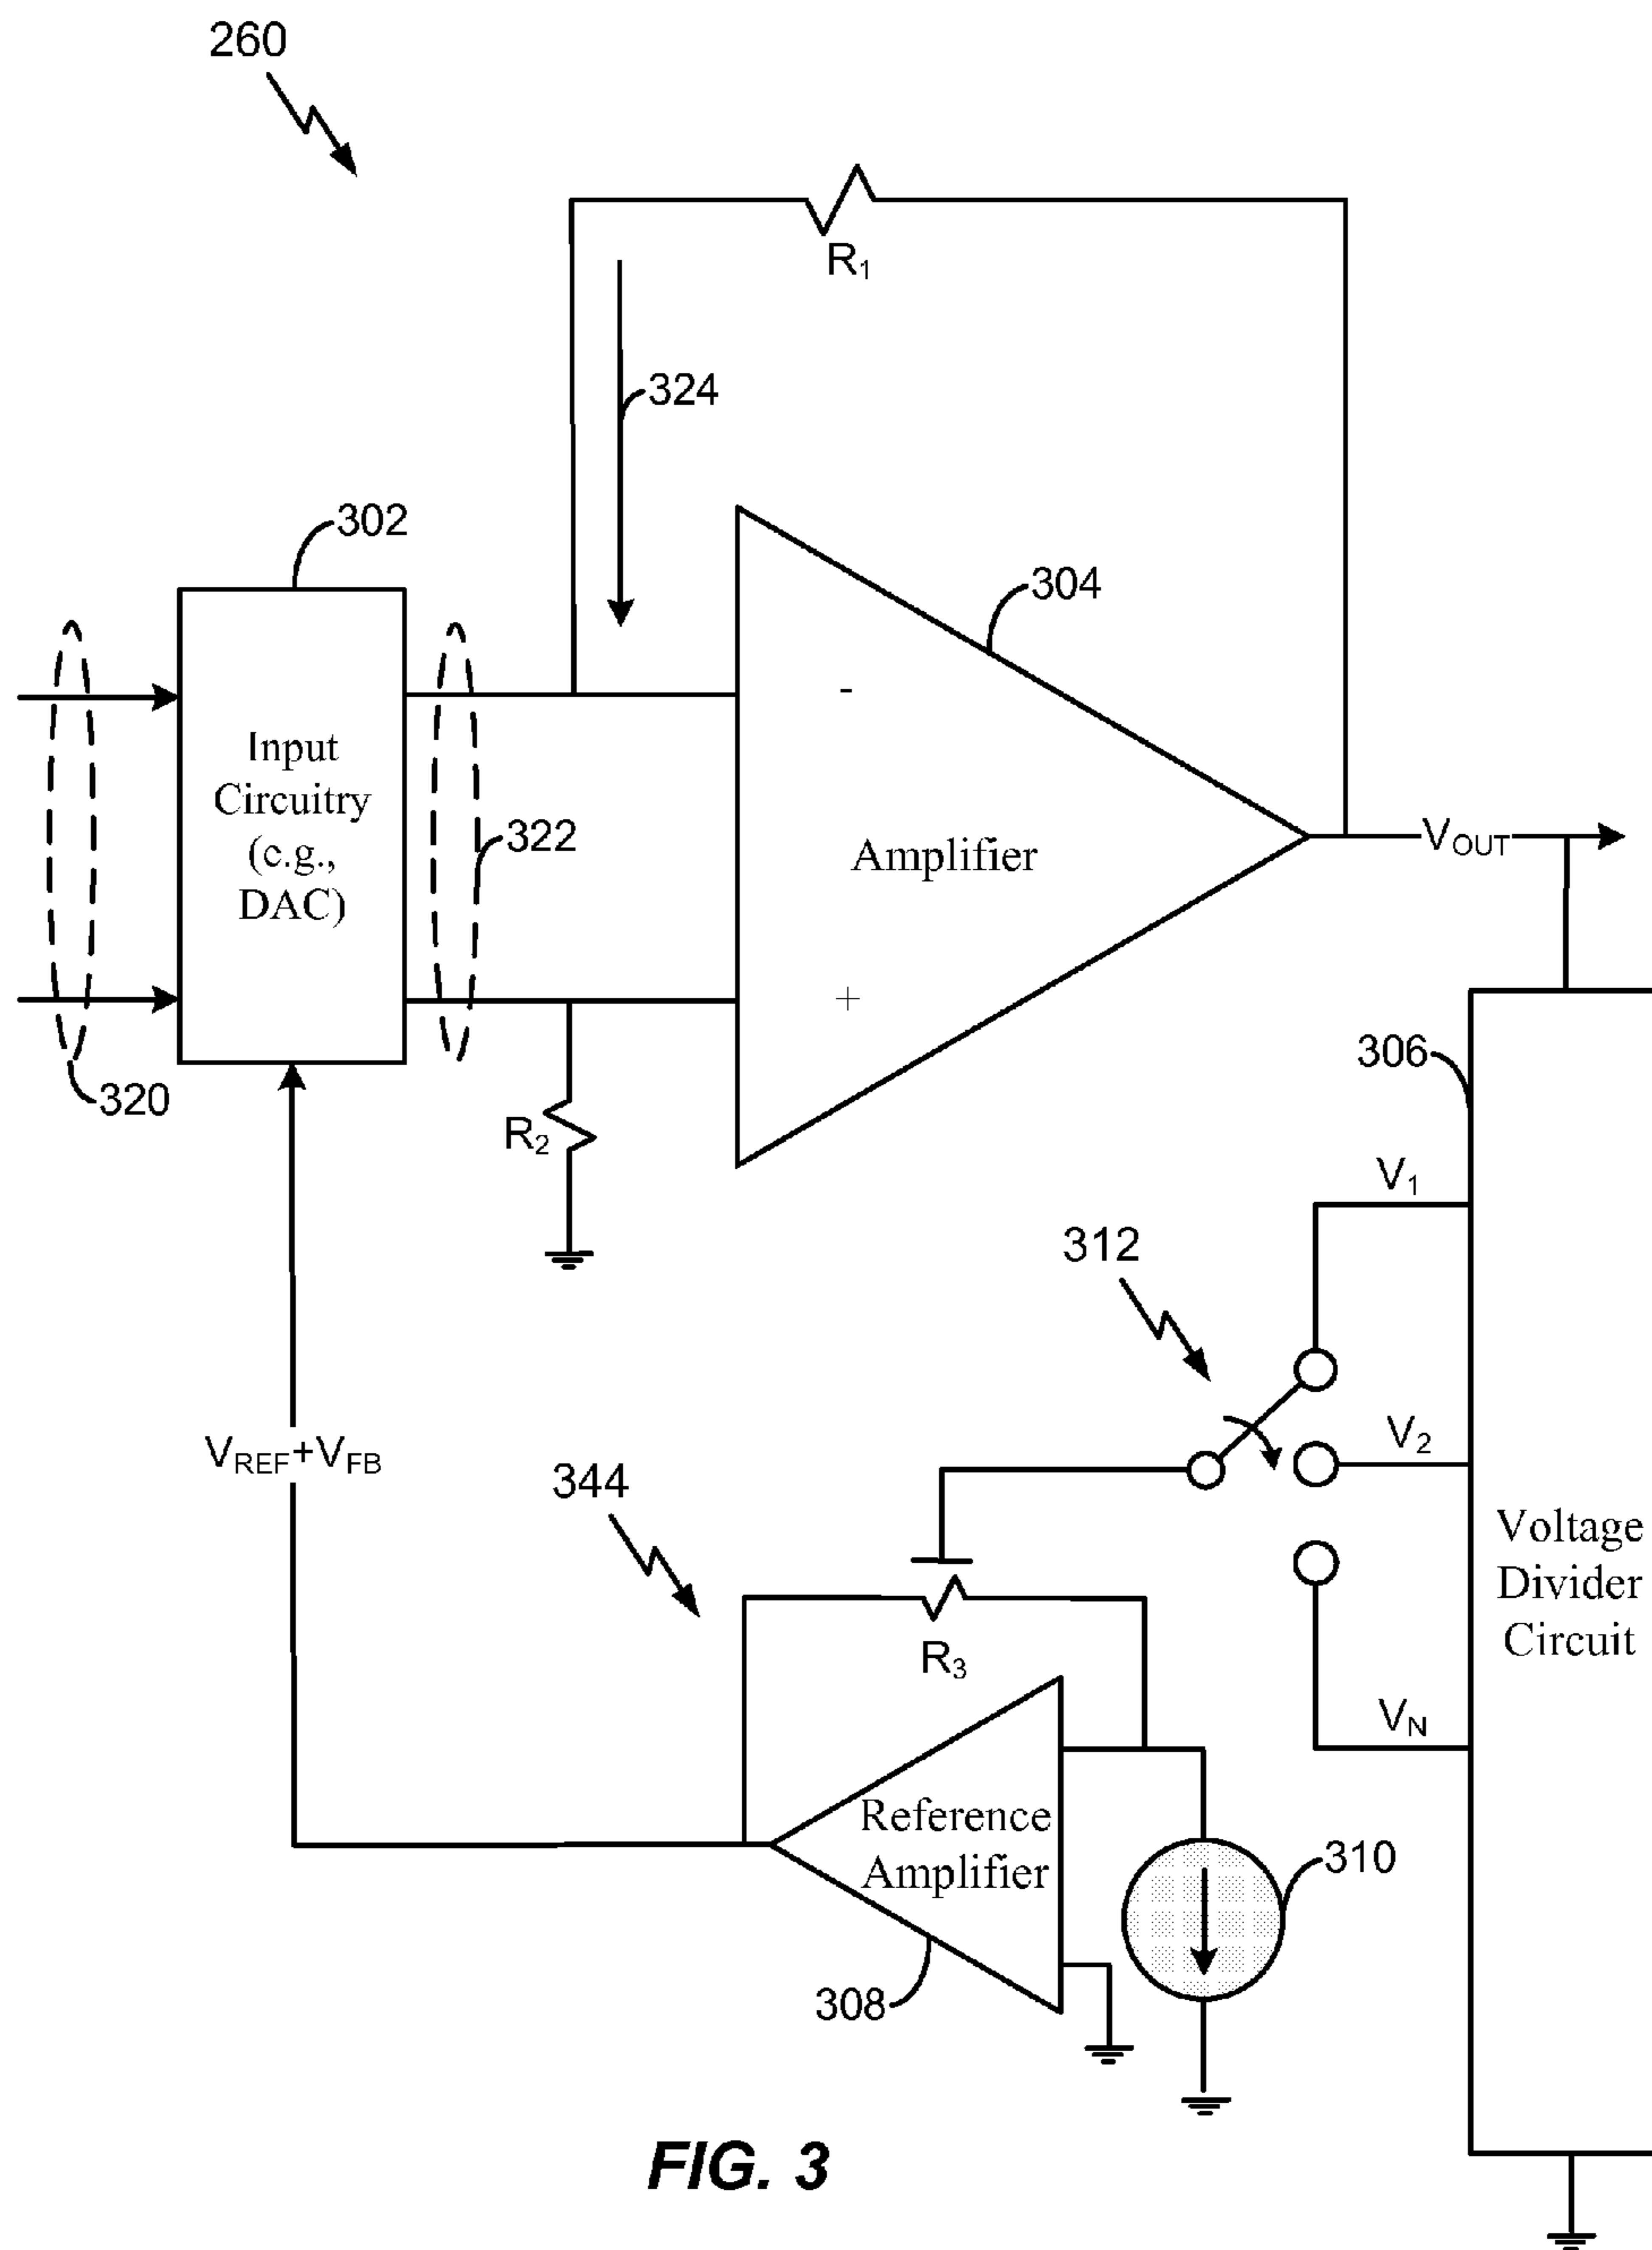 260
R1
324
302
304
Input
Circuitry
(c.g.,
DAC)
-
322
Amplifier
VOUT
+
320
R2
306
V1
312
V2
VREF+VFB
344
Voltage
Divider
Circuit
R3
VN
Reference
Amplifier
310
308
FIG. 3